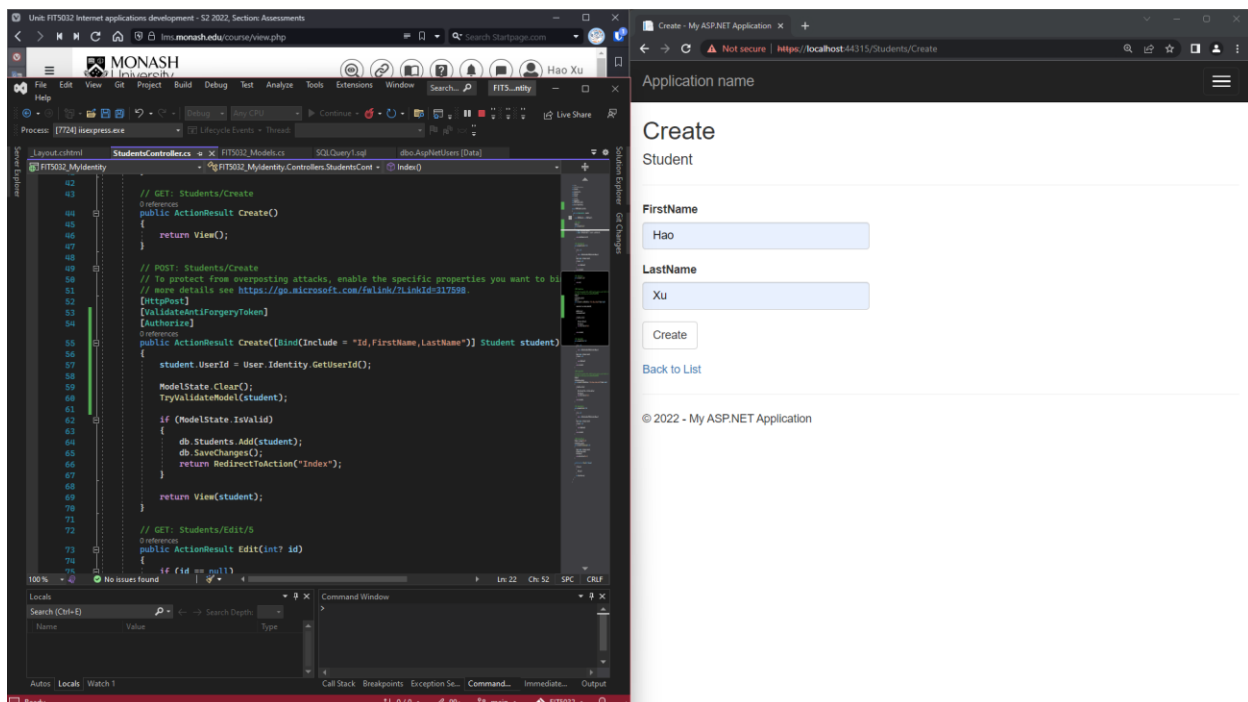 Unit: FIT5032 Internet applications development - S2 2022, Section: Assessments
lms.monash.edu/course/view.php
Search Startpage.com
MONASH
University
Hao Xu
File Edit View Git Project Build Debug Test Analyze Tools Extensions Window Search... FIT5...ntity
Help
Debug Any CPU Continue Live Share
Process: [7724] iisexpress.exe Lifecycle Events Thread:
_Layout.cshtml StudentsController.cs FIT5032_Models.cs SQLQuery1.sql dbo.AspNetUsers [Data]
FIT5032_MyIdentity FIT5032_MyIdentity.Controllers.StudentsCont Index()
Server Explorer
Solution Explorer Git Changes
42
43 // GET: Students/Create
0 references
44 public ActionResult Create()
45 {
46 return View();
47 }
48
49 // POST: Students/Create
50 // To protect from overposting attacks, enable the specific properties you want to bi
51 // more details see https://go.microsoft.com/fwlink/?LinkId=317598.
52 [HttpPost]
53 [ValidateAntiForgeryToken]
54 [Authorize]
0 references
55 public ActionResult Create([Bind(Include = "Id,FirstName,LastName")] Student student)
56 {
57 student.UserId = User.Identity.GetUserId();
58
59 ModelState.Clear();
60 TryValidateModel(student);
61
62 if (ModelState.IsValid)
63 {
64 db.Students.Add(student);
65 db.SaveChanges();
66 return RedirectToAction("Index");
67 }
68
69 return View(student);
70 }
71
72 // GET: Students/Edit/5
0 references
73 public ActionResult Edit(int? id)
74 {
75 if (id == null)
100% No issues found Ln: 22 Ch: 52 SPC CRLF
Locals
Search (Ctrl+E) Search Depth:
Name Value Type
Command Window
>
Autos Locals Watch 1
Call Stack Breakpoints Exception Se... Command... Immediate... Output
Ready 0 / 0 99+ main FIT5032
Create - My ASP.NET Application
Not secure | https://localhost:44315/Students/Create
Application name
Create
Student
FirstName
Hao
LastName
Xu
Create
Back to List
© 2022 - My ASP.NET Application